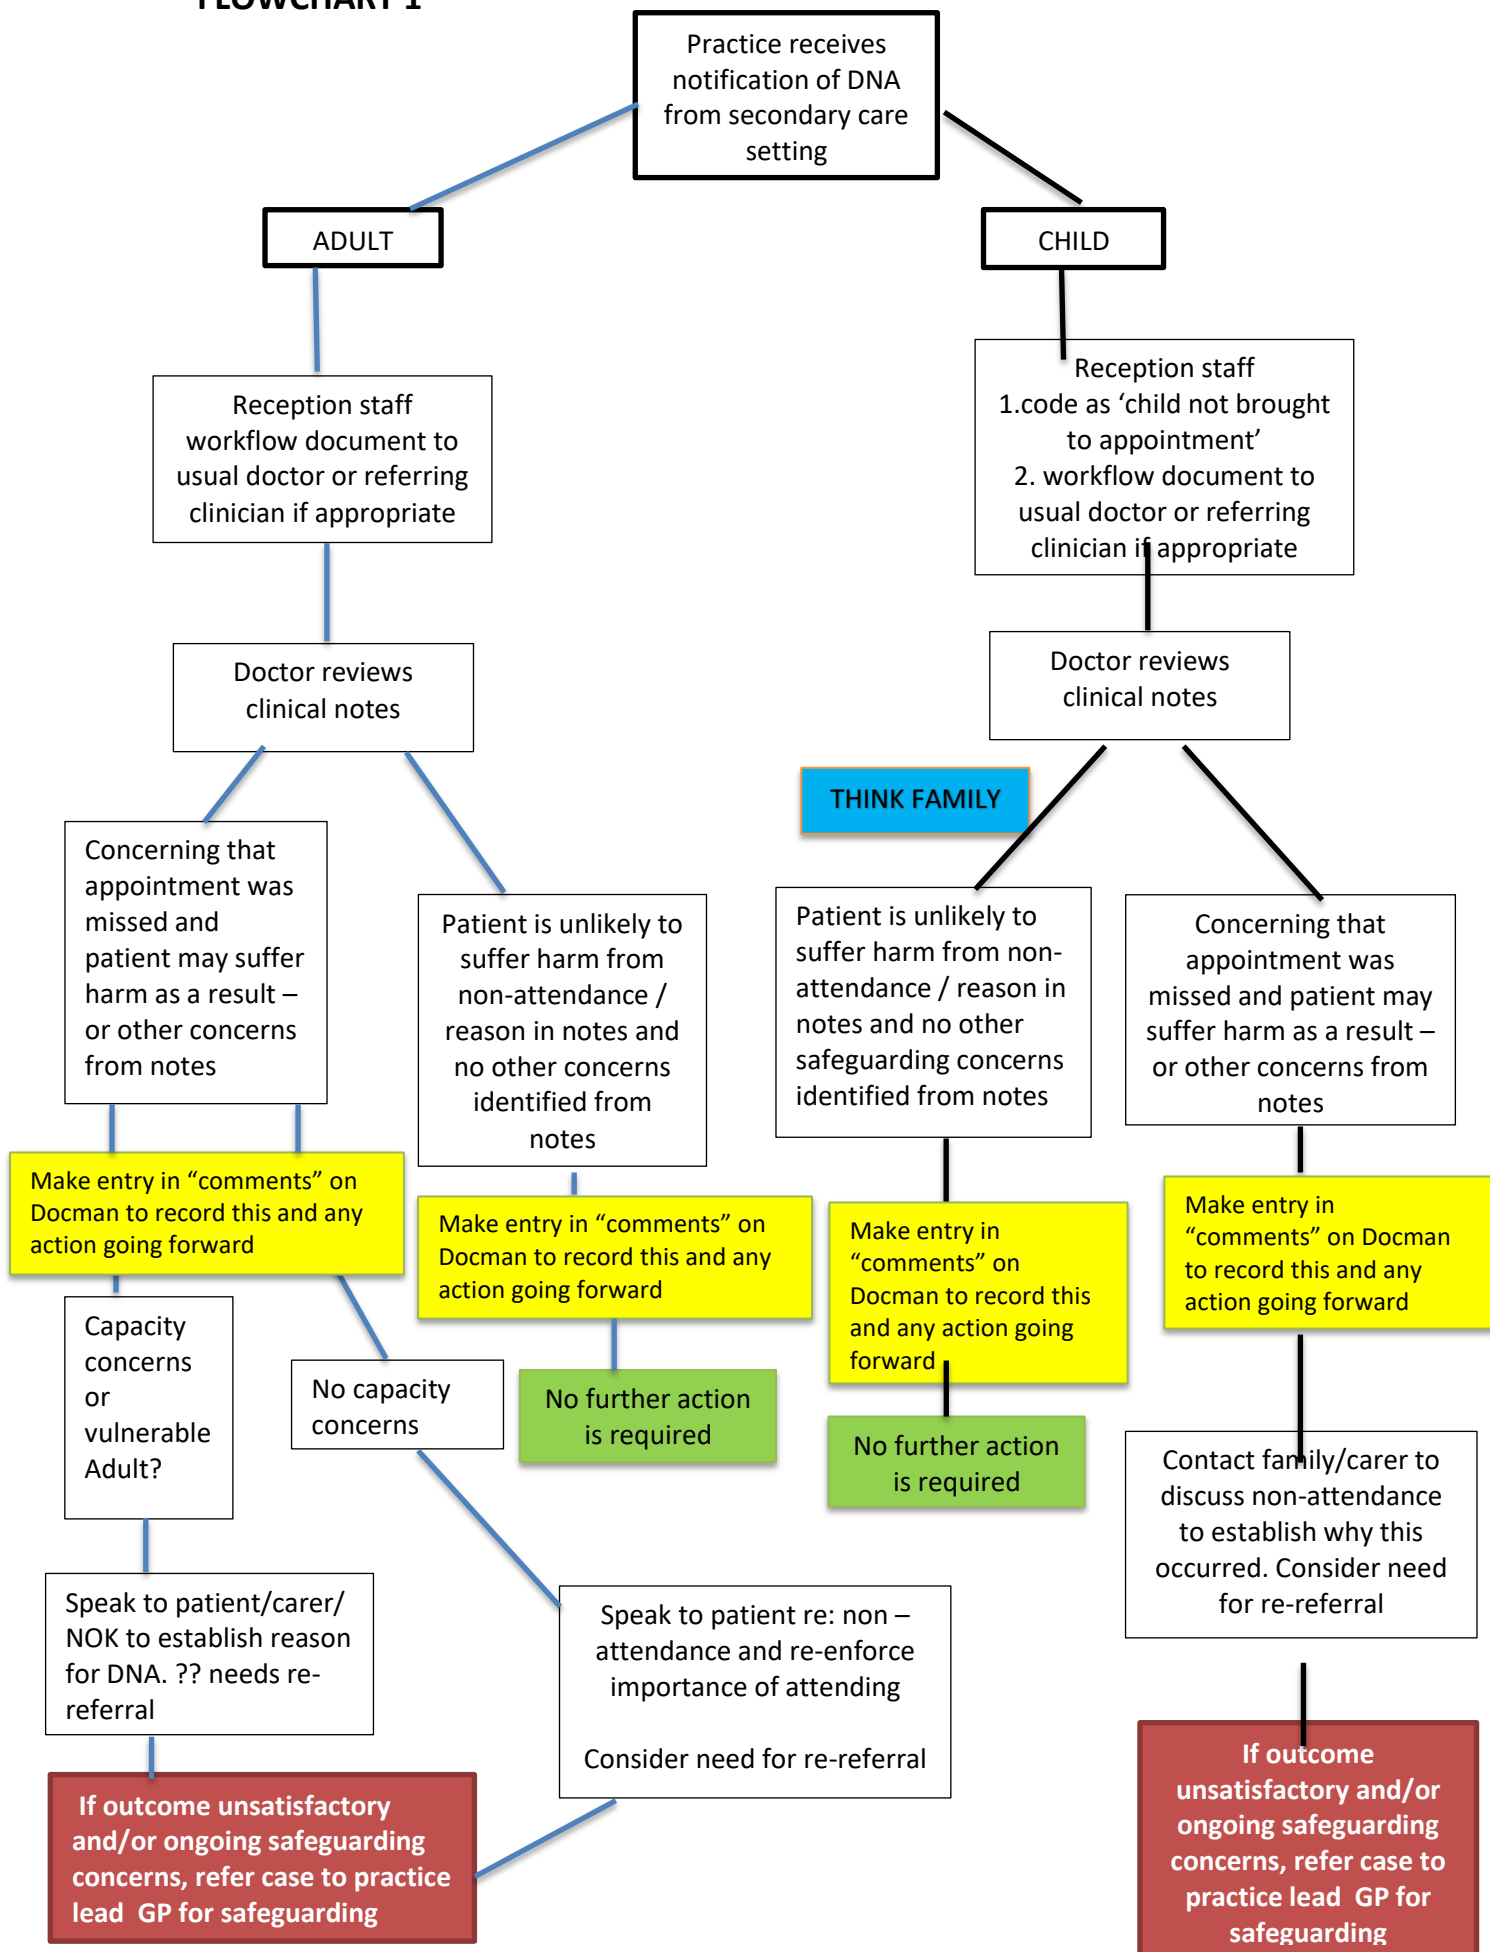 FLOWCHART 1
Practice receives
notification of DNA
from secondary care
setting
ADULT
CHILD
Reception staff
workflow document to
usual doctor or referring
clinician if appropriate
Reception staff
1.code as ‘child not brought
to appointment’
2. workflow document to
usual doctor or referring
clinician if appropriate
Doctor reviews
clinical notes
Doctor reviews
clinical notes
THINK FAMILY
Concerning that
appointment was
missed and
patient may suffer
harm as a result –
or other concerns
from notes
Patient is unlikely to
suffer harm from
non-attendance /
reason in notes and
no other concerns
identified from
notes
Patient is unlikely to
suffer harm from non-
attendance / reason in
notes and no other
safeguarding concerns
identified from notes
Concerning that
appointment was
missed and patient may
suffer harm as a result –
or other concerns from
notes
Make entry in “comments” on
Docman to record this and any
action going forward
Make entry in “comments” on
Docman to record this and any
action going forward
Make entry in
“comments” on
Docman to record this
and any action going
forward
Make entry in
“comments” on Docman
to record this and any
action going forward
Capacity
concerns
or
vulnerable
Adult?
No capacity
concerns
No further action
is required
No further action
is required
Contact family/carer to
discuss non-attendance
to establish why this
occurred. Consider need
for re-referral
Speak to patient/carer/
NOK to establish reason
for DNA. ?? needs re-
referral
Speak to patient re: non –
attendance and re-enforce
importance of attending
Consider need for re-referral
If outcome unsatisfactory
and/or ongoing safeguarding
concerns, refer case to practice
lead  GP for safeguarding
If outcome
unsatisfactory and/or
ongoing safeguarding
concerns, refer case to
practice lead  GP for
safeguarding